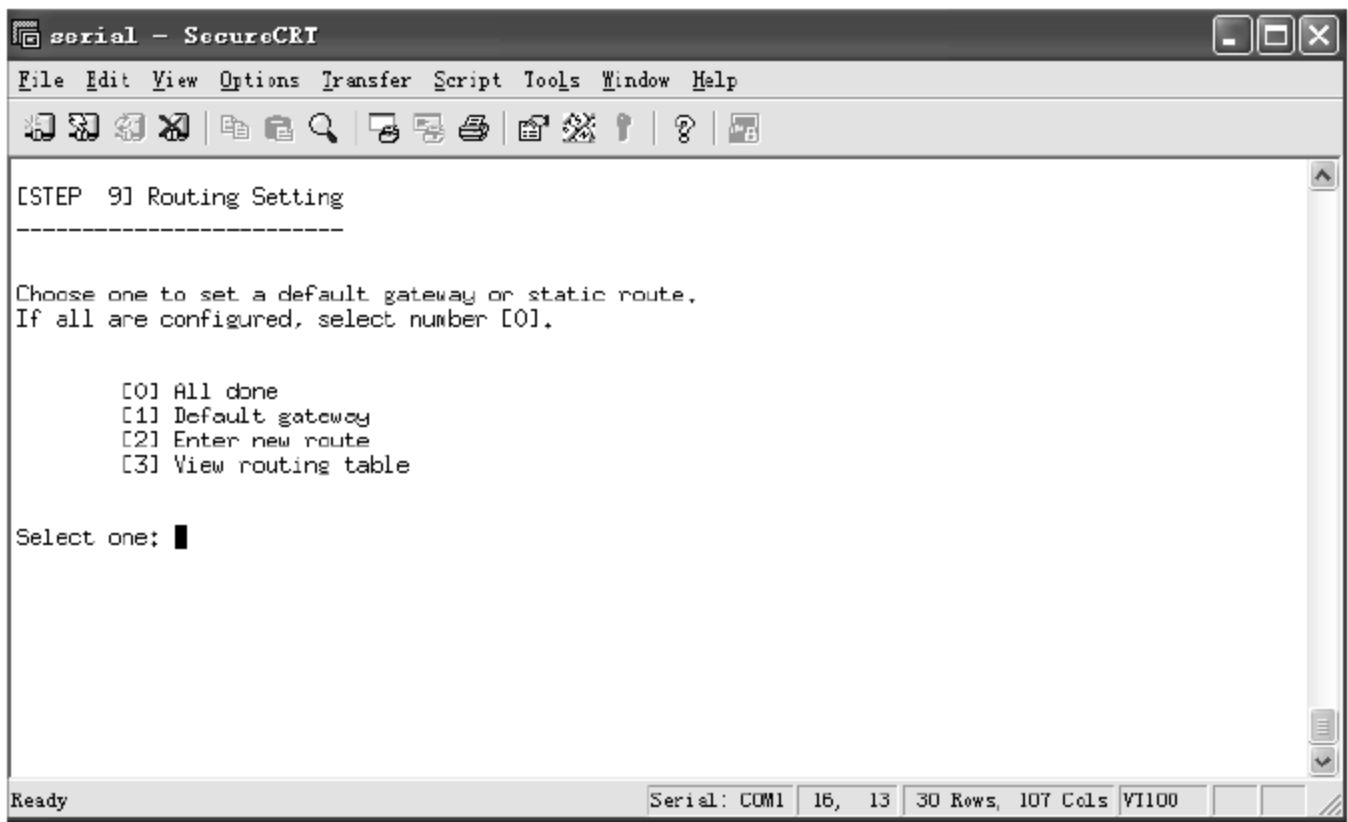 serial - SecureCRT
File Edit View Options Transfer Script Tools Window Help
[STEP  9] Routing Setting
-------------------------
Choose one to set a default gateway or static route.
If all are configured, select number [0].
[0] All done
[1] Default gateway
[2] Enter new route
[3] View routing table
Select one:
Ready Serial: COM1 16, 13 30 Rows, 107 Cols VT100